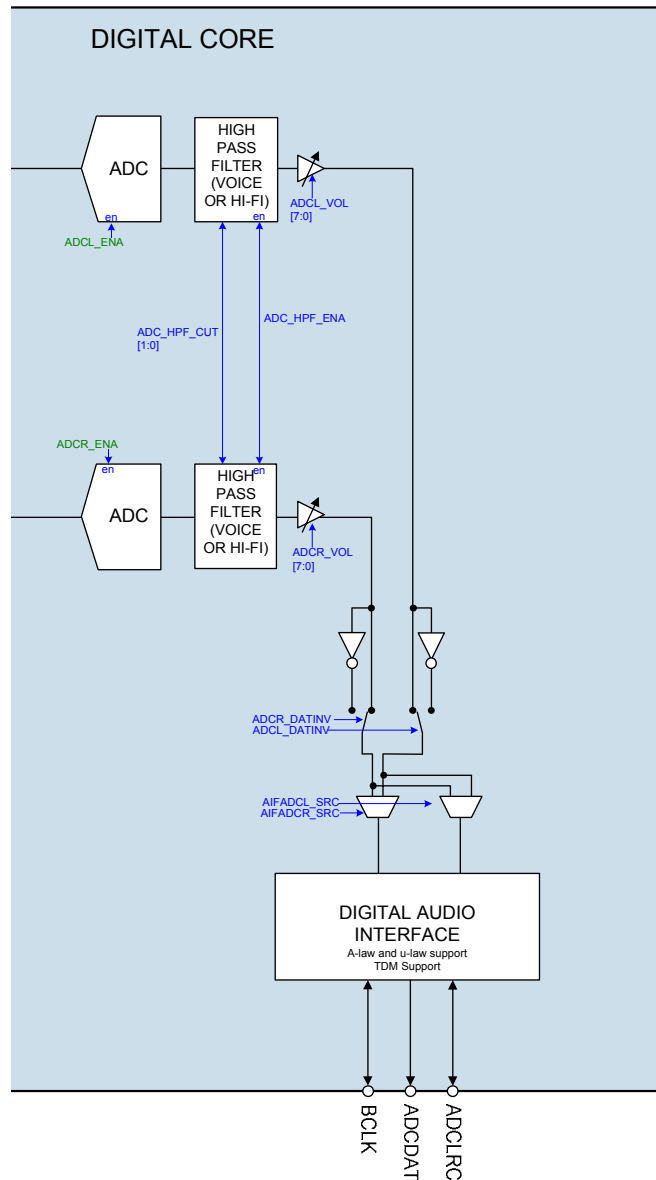 DIGITAL CORE
ADC
en
ADCL_ENA
HIGH
PASS
FILTER
(VOICE
OR HI-FI)
en
ADCL_VOL
[7:0]
ADC_HPF_CUT
[1:0]
ADC_HPF_ENA
ADCR_ENA
en
ADC
en
HIGH
PASS
FILTER
(VOICE
OR HI-FI)
ADCR_VOL
[7:0]
ADCR_DATINV
ADCL_DATINV
AIFADCL_SRC
AIFADCR_SRC
DIGITAL AUDIO
INTERFACE
A-law and u-law support
TDM Support
BCLK
ADCDAT
ADCLRC